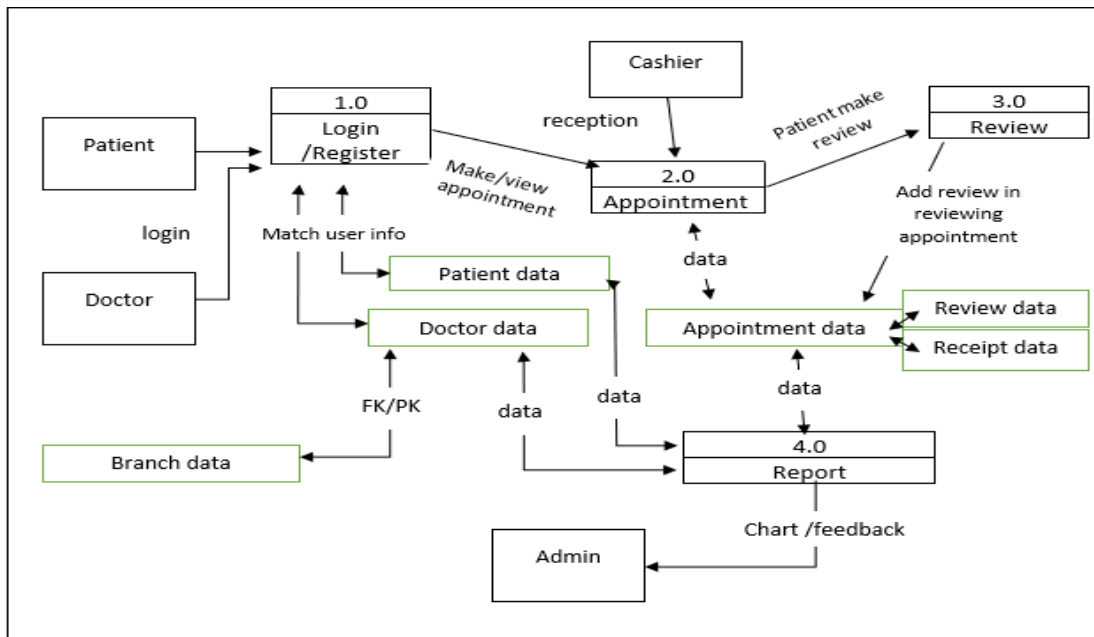 Cashier
1.0
Login
/Register
3.0
Review
Patient
reception
Patient make
review
2.0
Appointment
Make/view
appointment
Add review in
reviewing
appointment
login
Match user info
data
Doctor
Patient data
Doctor data
Appointment data
Review data
Receipt data
FK/PK
data
data
data
Branch data
4.0
Report
Chart /feedback
Admin